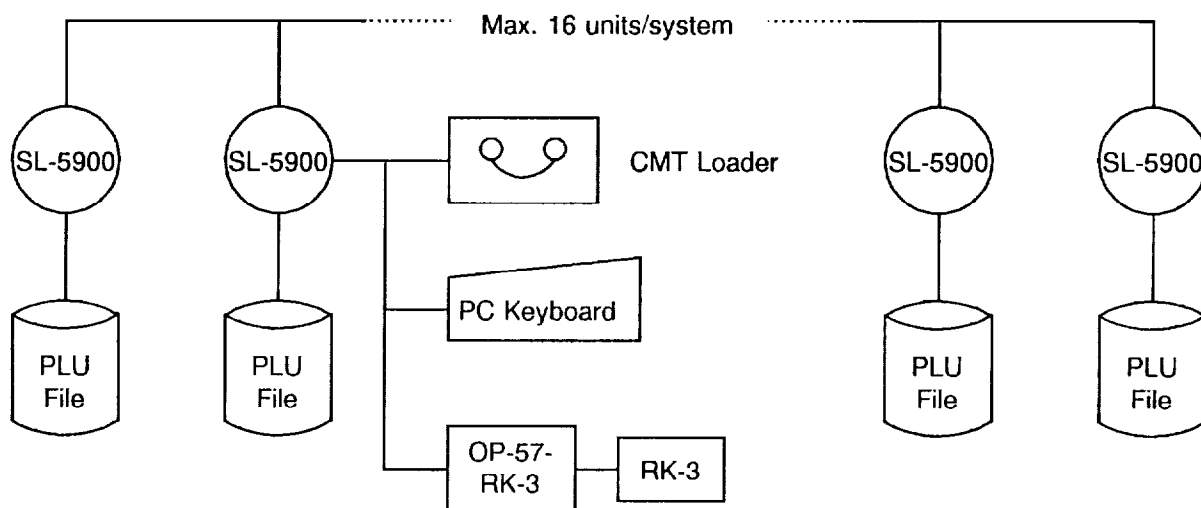 Max. 16 units/system
SL-5900
SL-5900
CMT Loader
SL-5900
SL-5900
PC Keyboard
PLU
File
PLU
File
PLU
File
PLU
File
OP-57-
RK-3
RK-3